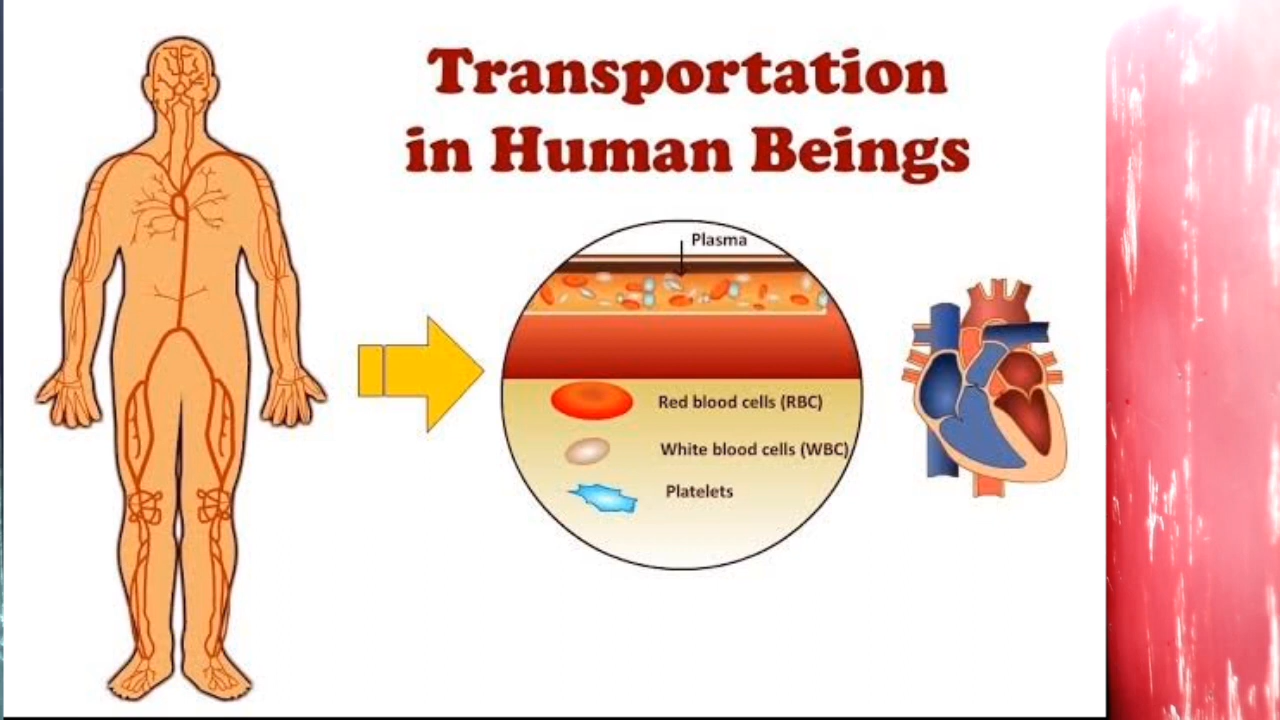 Transportation
in Human Beings
Plasma
Red blood cells (RBC)
White blood cells (WBC)
Platelets